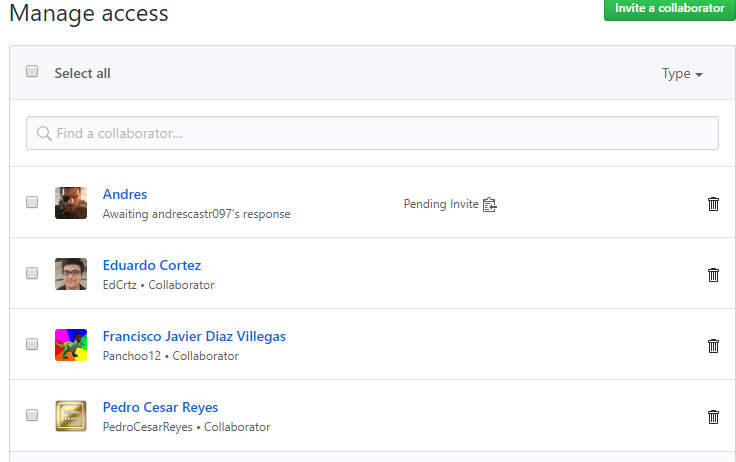 Manage access
Invite a collaborator
Select all
Type
Find a collaborator...
Andres
Awaiting andrescastr097's response
Pending Invite
Eduardo Cortez
EdCrtz • Collaborator
Francisco Javier Diaz Villegas
Panchoo12 • Collaborator
Pedro Cesar Reyes
PedroCesarReyes • Collaborator